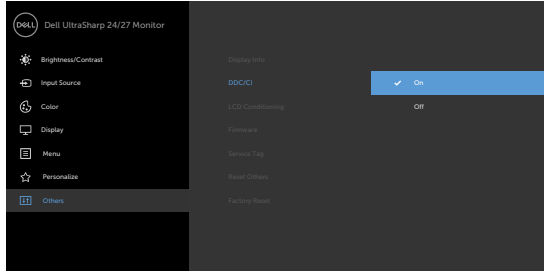 DELL
Dell UltraSharp 24/27 Monitor
Brightness/Contrast
Input Source
Color
Display
Menu
Personalize
Others
Display Info
DDC/CI
LCD Conditioning
Firmware
Service Tag
Reset Others
Factory Reset
On
Off